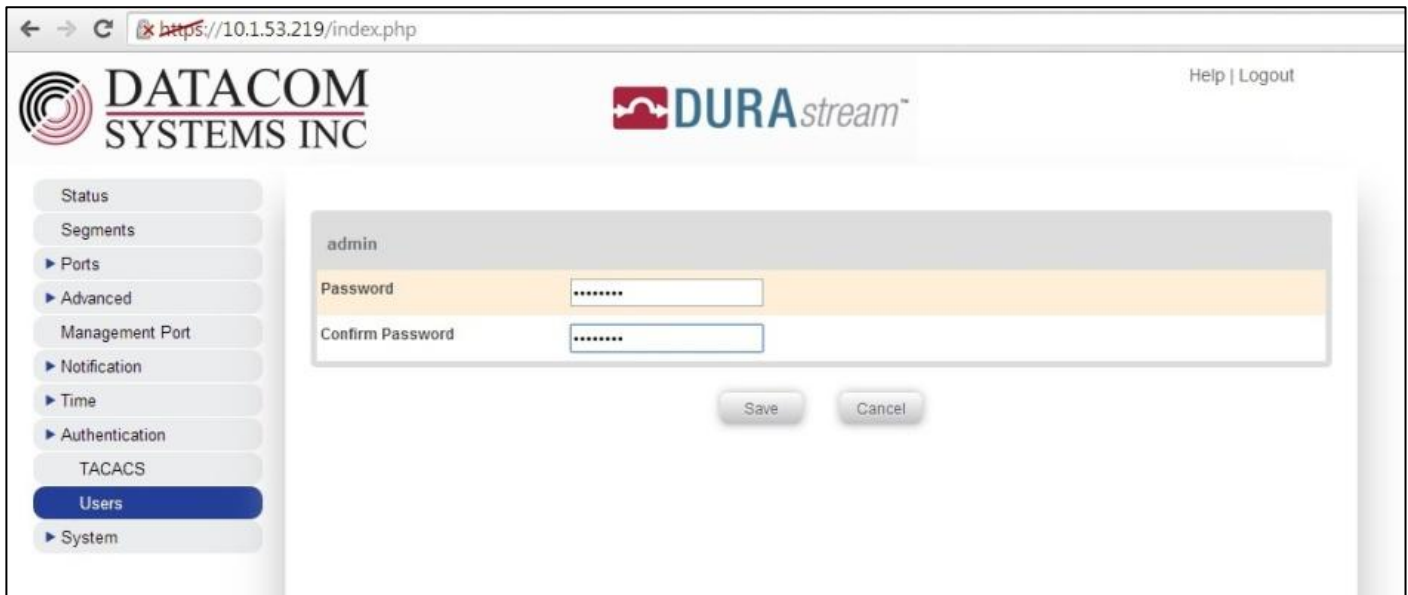 https://10.1.53.219/index.php
DATACOM
SYSTEMS INC
DURAstream™
Help | Logout
Status
Segments
Ports
Advanced
Management Port
Notification
Time
Authentication
TACACS
Users
System
admin
Password ••••••••
Confirm Password ••••••••
Save Cancel